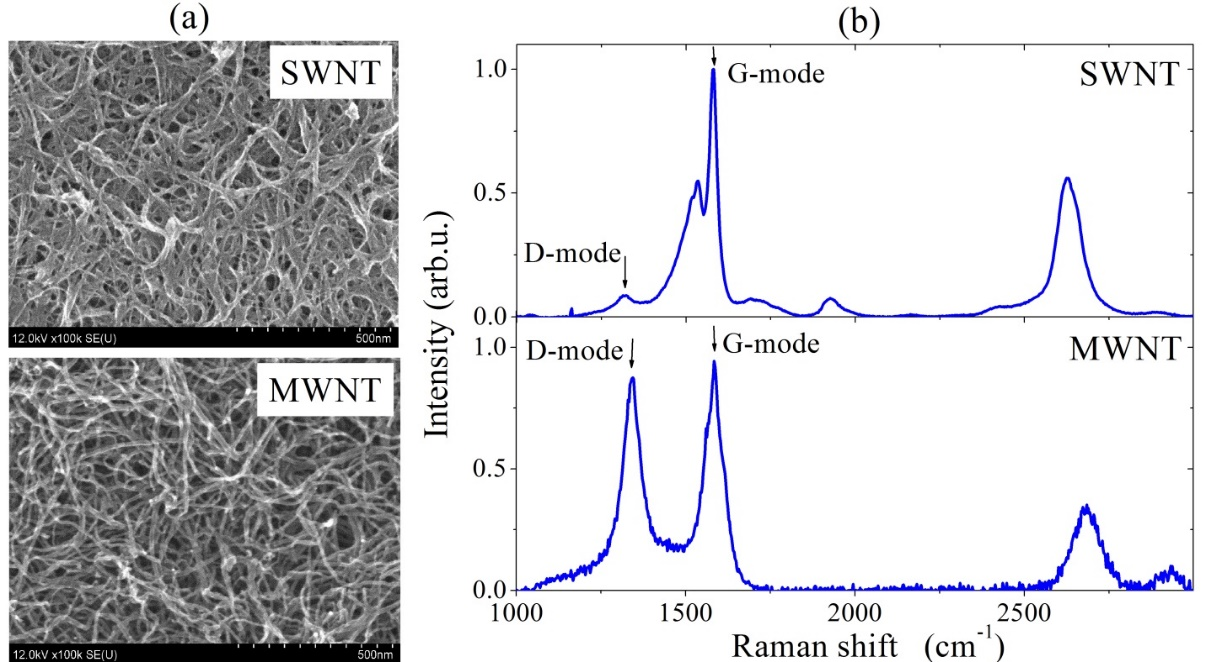 (a)
SWNT
12.0kV x100k SE(U)
500nm
MWNT
12.0kV x100k SE(U)
500nm
(b)
Intensity (arb.u.)
1.0
0.5
0.0
G-mode
D-mode
SWNT
1.0
0.5
0.0
D-mode
G-mode
MWNT
1000
1500
2000
2500
Raman shift (cm⁻¹)